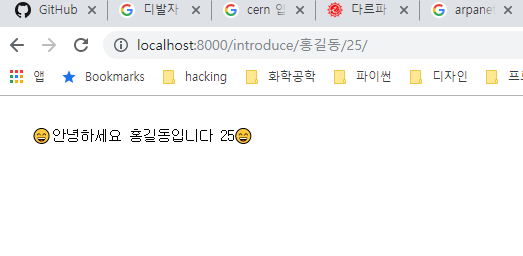 GitHub
디발자
cern 입
다르파
arpanet
localhost:8000/introduce/홍길동/25/
앱
Bookmarks
hacking
화학공학
파이썬
디자인
프로
😄안녕하세요 홍길동입니다 25😄